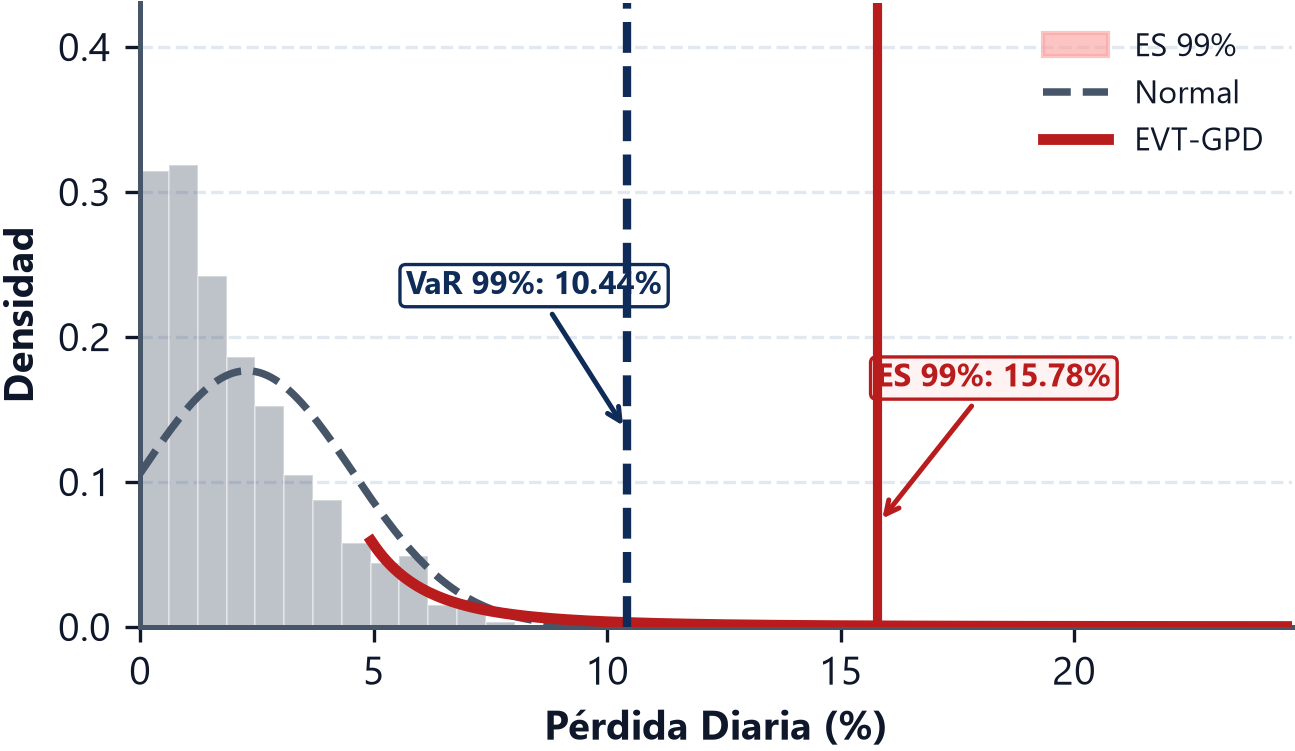 0.4
0.3
0.2
0.1
0.0
Densidad
0
5
10
15
20
Pérdida Diaria (%)
VaR 99%: 10.44%
ES 99%: 15.78%
ES 99%
Normal
EVT-GPD